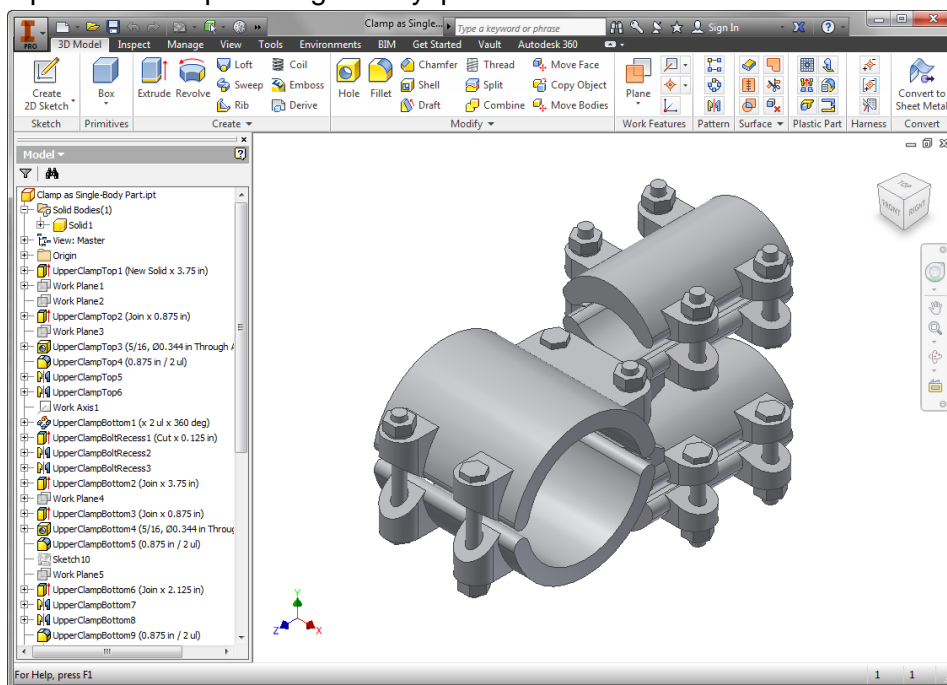 Clamp as Single...
Type a keyword or phrase
Sign In
PRO
3D Model Inspect Manage View Tools Environments BIM Get Started Vault Autodesk 360
Create 2D Sketch
Box
Extrude Revolve
Loft
Sweep
Rib
Coil
Emboss
Derive
Hole Fillet
Chamfer Thread Move Face
Shell Split Copy Object
Draft Combine Move Bodies
Plane
Convert to
Sheet Metal
Sketch Primitives Create Modify Work Features Pattern Surface Plastic Part Harness Convert
Model
Clamp as Single-Body Part.ipt
Solid Bodies(1)
Solid1
View: Master
Origin
UpperClampTop1 (New Solid x 3.75 in)
Work Plane1
Work Plane2
UpperClampTop2 (Join x 0.875 in)
Work Plane3
UpperClampTop3 (5/16, Ø0.344 in Through
UpperClampTop4 (0.875 in / 2 ul)
UpperClampTop5
UpperClampTop6
Work Axis1
UpperClampBottom1 (x 2 ul x 360 deg)
UpperClampBoltRecess1 (Cut x 0.125 in)
UpperClampBoltRecess2
UpperClampBoltRecess3
UpperClampBottom2 (Join x 3.75 in)
Work Plane4
UpperClampBottom3 (Join x 0.875 in)
UpperClampBottom4 (5/16, Ø0.344 in Throug
UpperClampBottom5 (0.875 in / 2 ul)
Sketch10
Work Plane5
UpperClampBottom6 (Join x 2.125 in)
UpperClampBottom7
UpperClampBottom8
UpperClampBottom9 (0.875 in / 2 ul)
TOP
FRONT RIGHT
Y
Z X
For Help, press F1
1 1